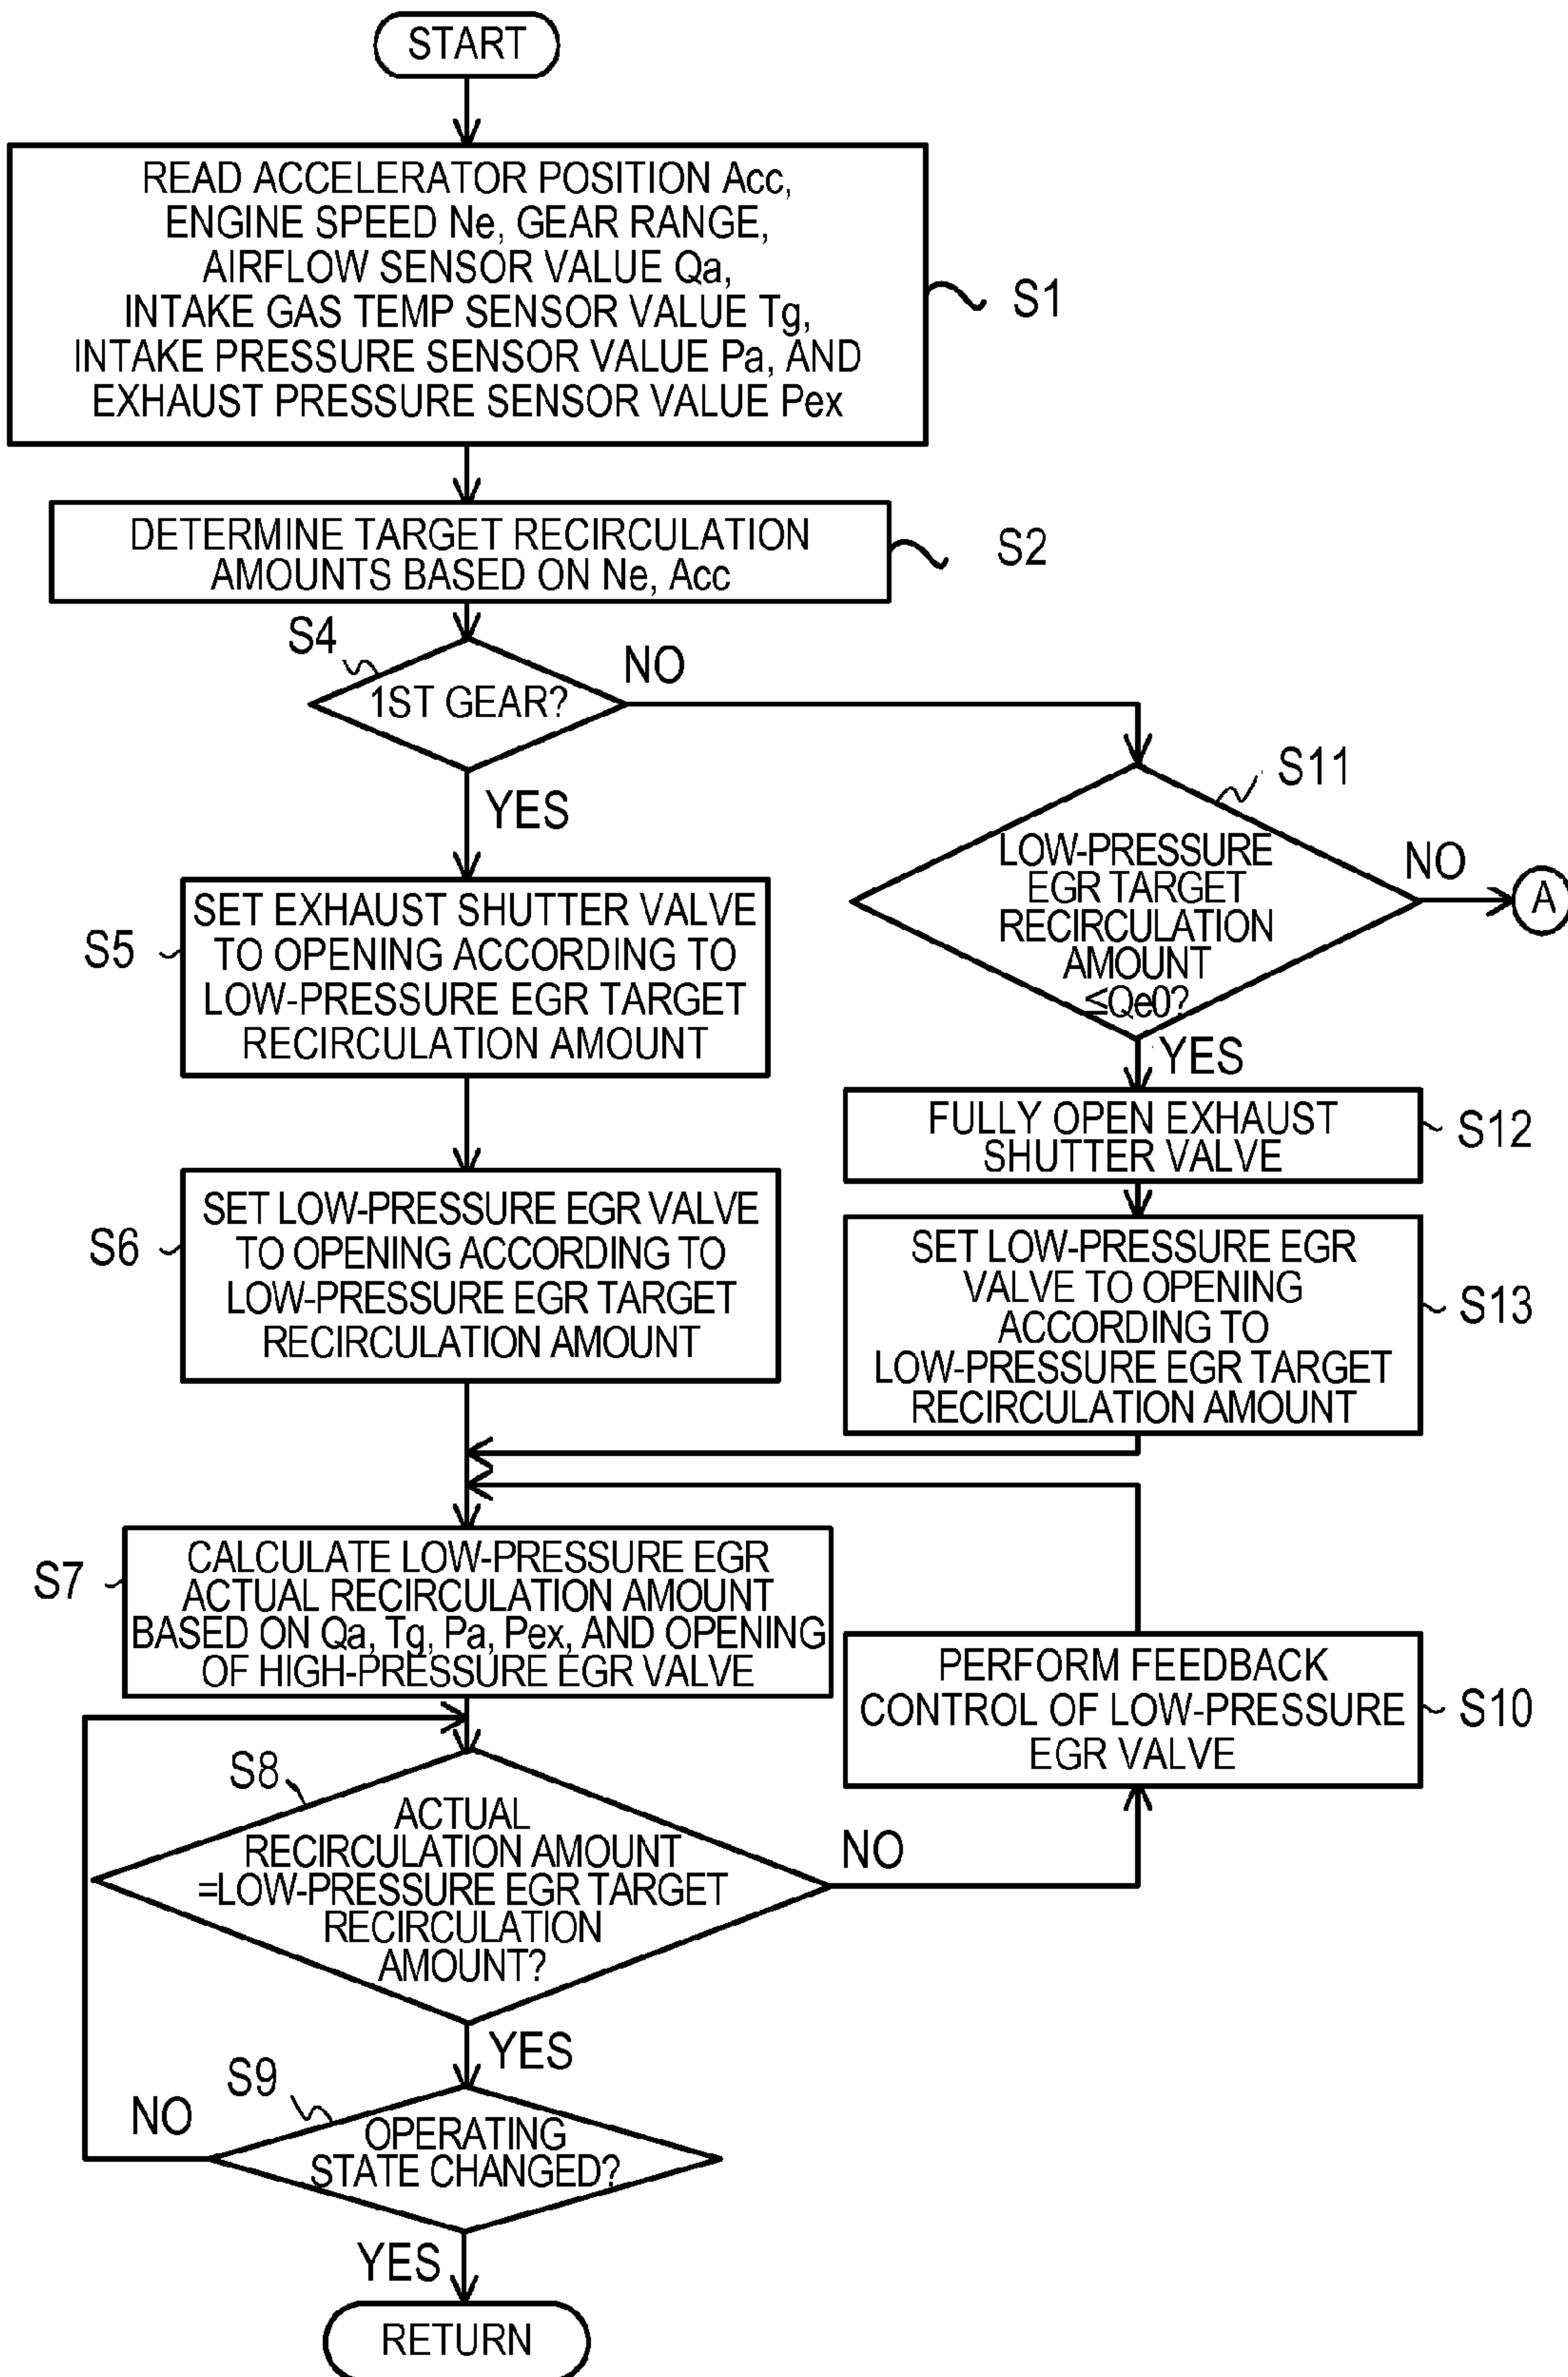 START
READ ACCELERATOR POSITION Acc,
ENGINE SPEED Ne, GEAR RANGE,
AIRFLOW SENSOR VALUE Qa,
INTAKE GAS TEMP SENSOR VALUE Tg,
INTAKE PRESSURE SENSOR VALUE Pa, AND
EXHAUST PRESSURE SENSOR VALUE Pex
S1
DETERMINE TARGET RECIRCULATION
AMOUNTS BASED ON Ne, Acc
S2
S4
1ST GEAR?
NO
YES
S11
LOW-PRESSURE
EGR TARGET
RECIRCULATION
AMOUNT
≤Qe0?
NO
A
YES
S5
SET EXHAUST SHUTTER VALVE
TO OPENING ACCORDING TO
LOW-PRESSURE EGR TARGET
RECIRCULATION AMOUNT
FULLY OPEN EXHAUST
SHUTTER VALVE
S12
S6
SET LOW-PRESSURE EGR VALVE
TO OPENING ACCORDING TO
LOW-PRESSURE EGR TARGET
RECIRCULATION AMOUNT
SET LOW-PRESSURE EGR
VALVE TO OPENING
ACCORDING TO
LOW-PRESSURE EGR TARGET
RECIRCULATION AMOUNT
S13
S7
CALCULATE LOW-PRESSURE EGR
ACTUAL RECIRCULATION AMOUNT
BASED ON Qa, Tg, Pa, Pex, AND OPENING
OF HIGH-PRESSURE EGR VALVE
PERFORM FEEDBACK
CONTROL OF LOW-PRESSURE
EGR VALVE
S10
S8
ACTUAL
RECIRCULATION AMOUNT
=LOW-PRESSURE EGR TARGET
RECIRCULATION
AMOUNT?
NO
YES
S9
OPERATING
STATE CHANGED?
NO
YES
RETURN